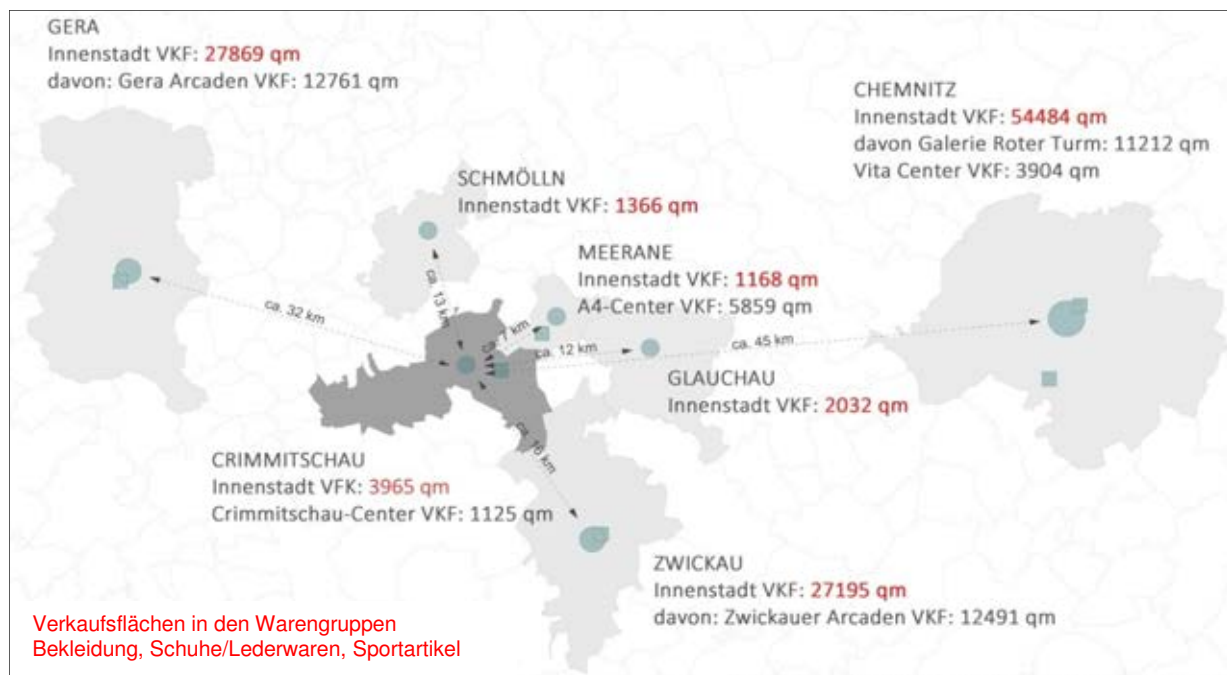 GERA
Innenstadt VKF: 27869 qm
davon: Gera Arcaden VKF: 12761 qm
CHEMNITZ
Innenstadt VKF: 54484 qm
davon Galerie Roter Turm: 11212 qm
Vita Center VKF: 3904 qm
SCHMÖLLN
Innenstadt VKF: 1366 qm
MEERANE
Innenstadt VKF: 1168 qm
A4-Center VKF: 5859 qm
ca. 32 km
ca. 13 km
7 km
ca. 12 km
ca. 45 km
GLAUCHAU
Innenstadt VKF: 2032 qm
ca. 16 km
CRIMMITSCHAU
Innenstadt VFK: 3965 qm
Crimmitschau-Center VKF: 1125 qm
ZWICKAU
Innenstadt VKF: 27195 qm
davon: Zwickauer Arcaden VKF: 12491 qm
Verkaufsflächen in den Warengruppen
Bekleidung, Schuhe/Lederwaren, Sportartikel